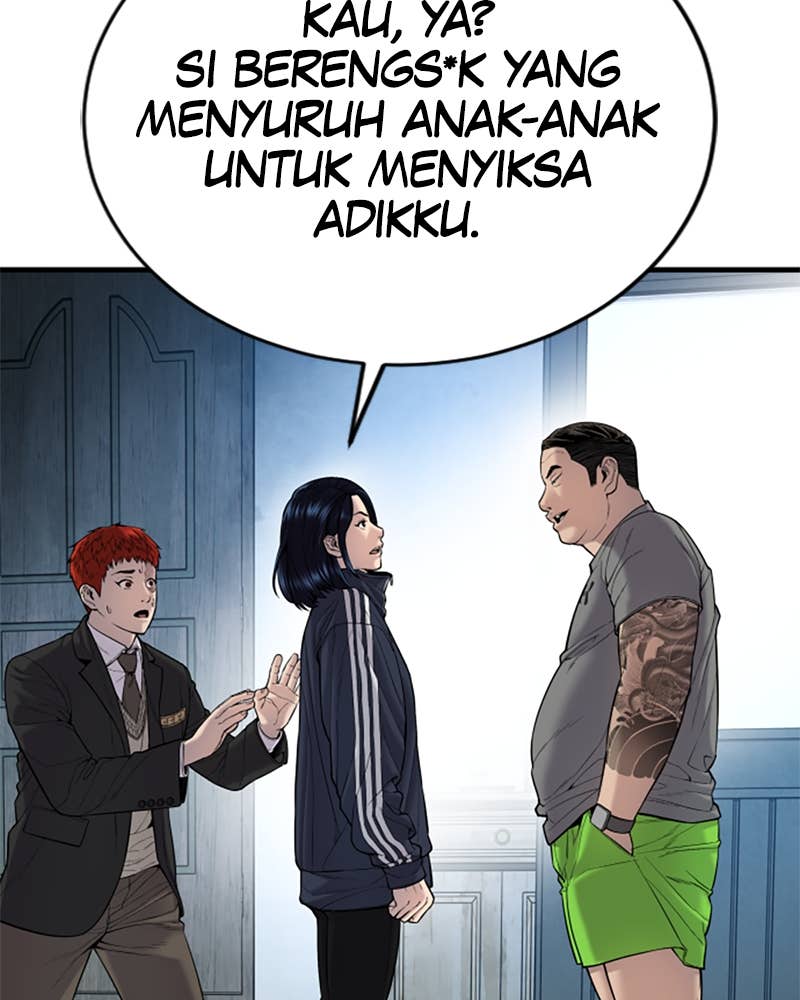 KAU, YA?
SI BERENGS*K YANG
MENYURUH ANAK-ANAK
UNTUK MENYIKSA
ADIKKU.